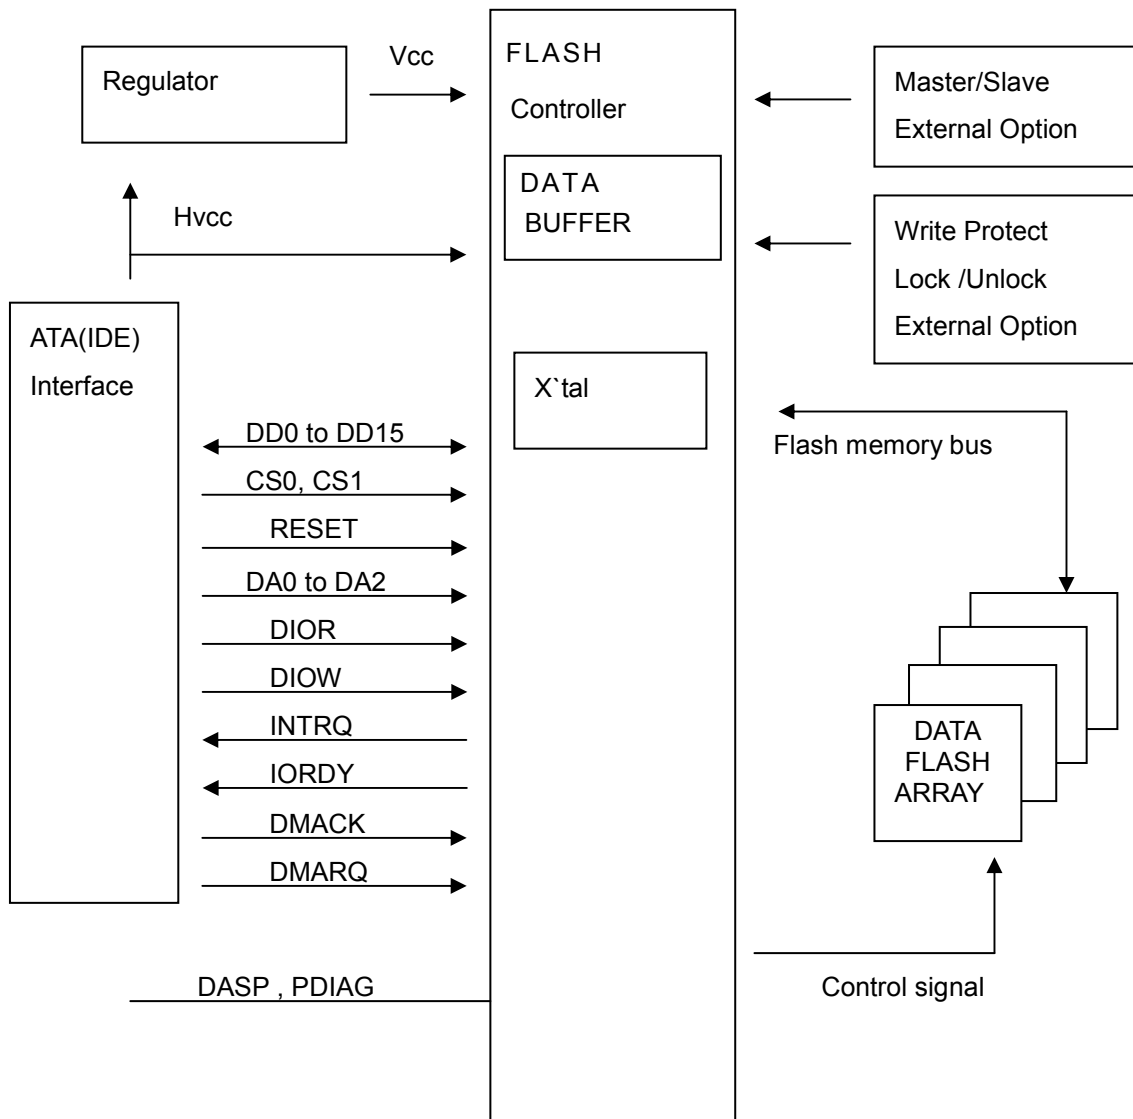 Regulator
Vcc
FLASH
Controller
Master/Slave
External Option
DATA
BUFFER
Hvcc
Write Protect
Lock /Unlock
External Option
ATA(IDE)
Interface
X`tal
DD0 to DD15
CS0, CS1
RESET
DA0 to DA2
DIOR
DIOW
INTRQ
IORDY
DMACK
DMARQ
DASP , PDIAG
Flash memory bus
DATA
FLASH
ARRAY
Control signal